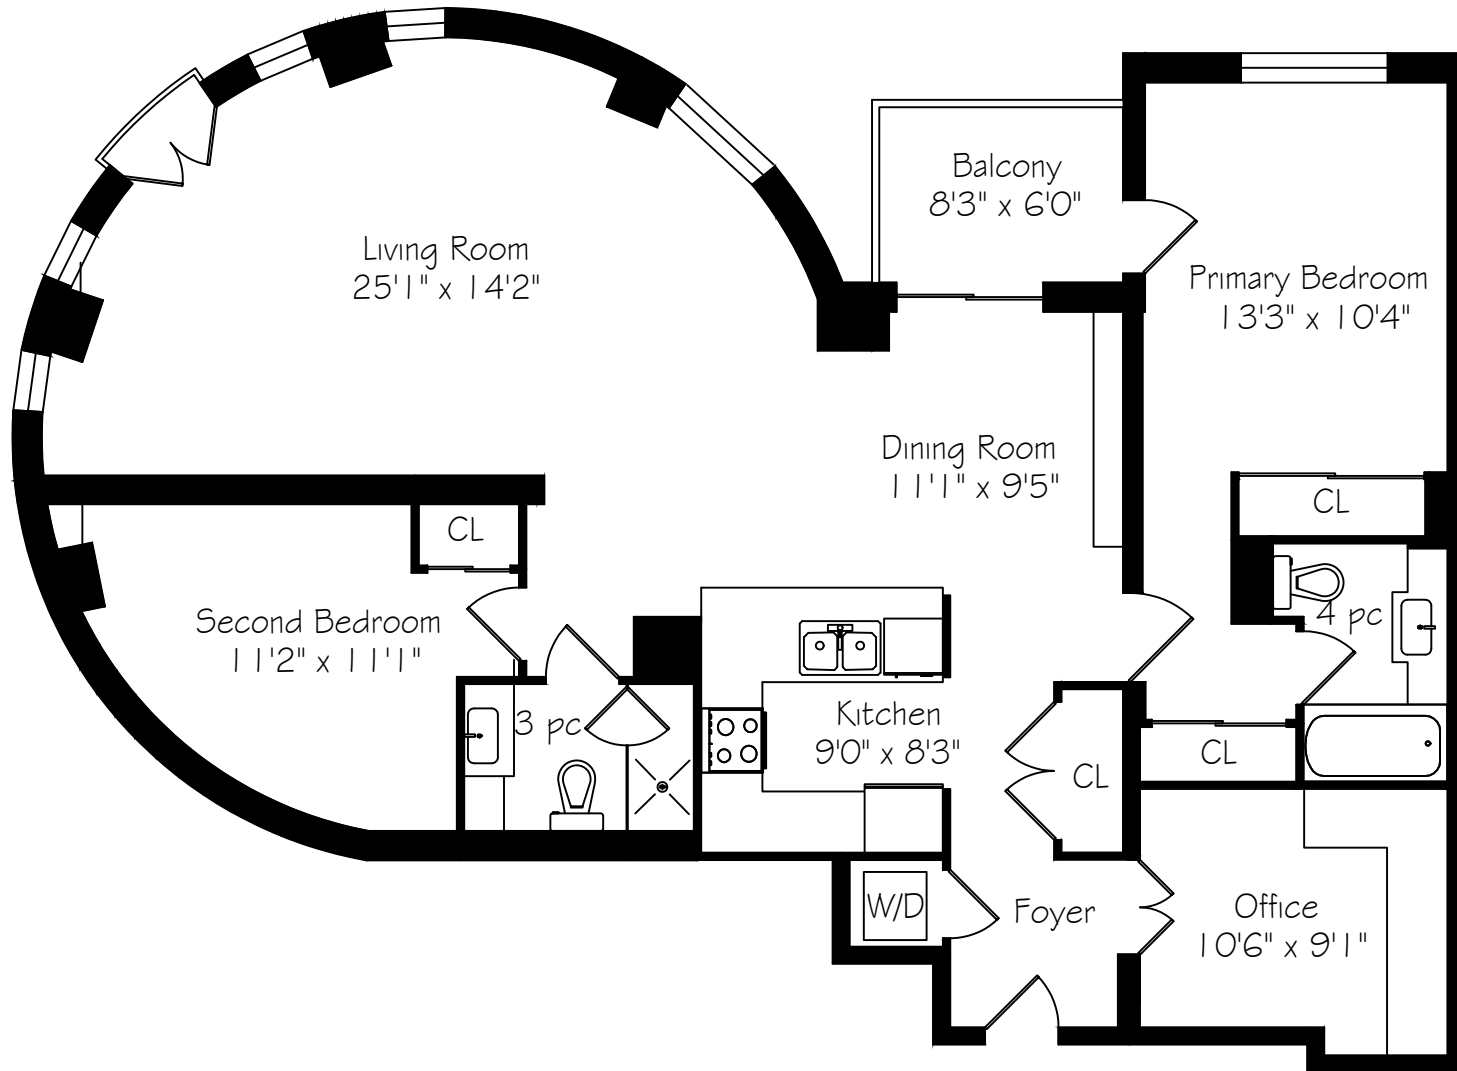 Balcony
8'3" x 6'0"
Living Room
25'1" x 14'2"
Primary Bedroom
13'3" x 10'4"
Dining Room
11'1" x 9'5"
CL
CL
Second Bedroom
11'2" x 11'1"
4 pc
3 pc
Kitchen
9'0" x 8'3"
CL
CL
W/D
Foyer
Office
10'6" x 9'1"